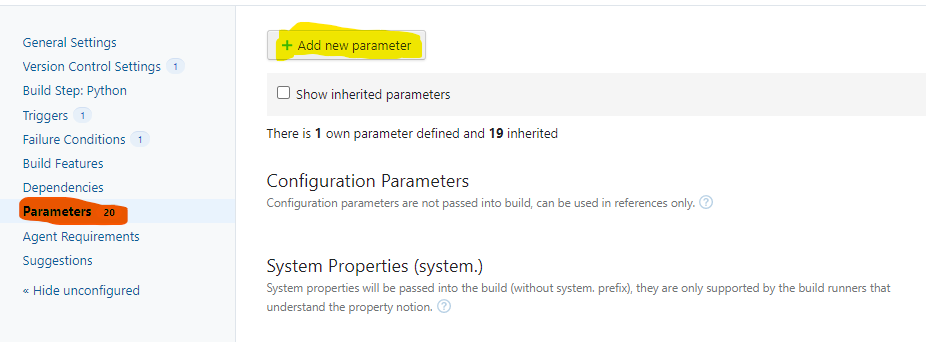 General Settings
Version Control Settings 1
Build Step: Python
Triggers 1
Failure Conditions 1
Build Features
Dependencies
Parameters 20
Agent Requirements
Suggestions
« Hide unconfigured
+ Add new parameter
Show inherited parameters
There is 1 own parameter defined and 19 inherited
Configuration Parameters
Configuration parameters are not passed into build, can be used in references only. ?
System Properties (system.)
System properties will be passed into the build (without system. prefix), they are only supported by the build runners that
understand the property notion. ?